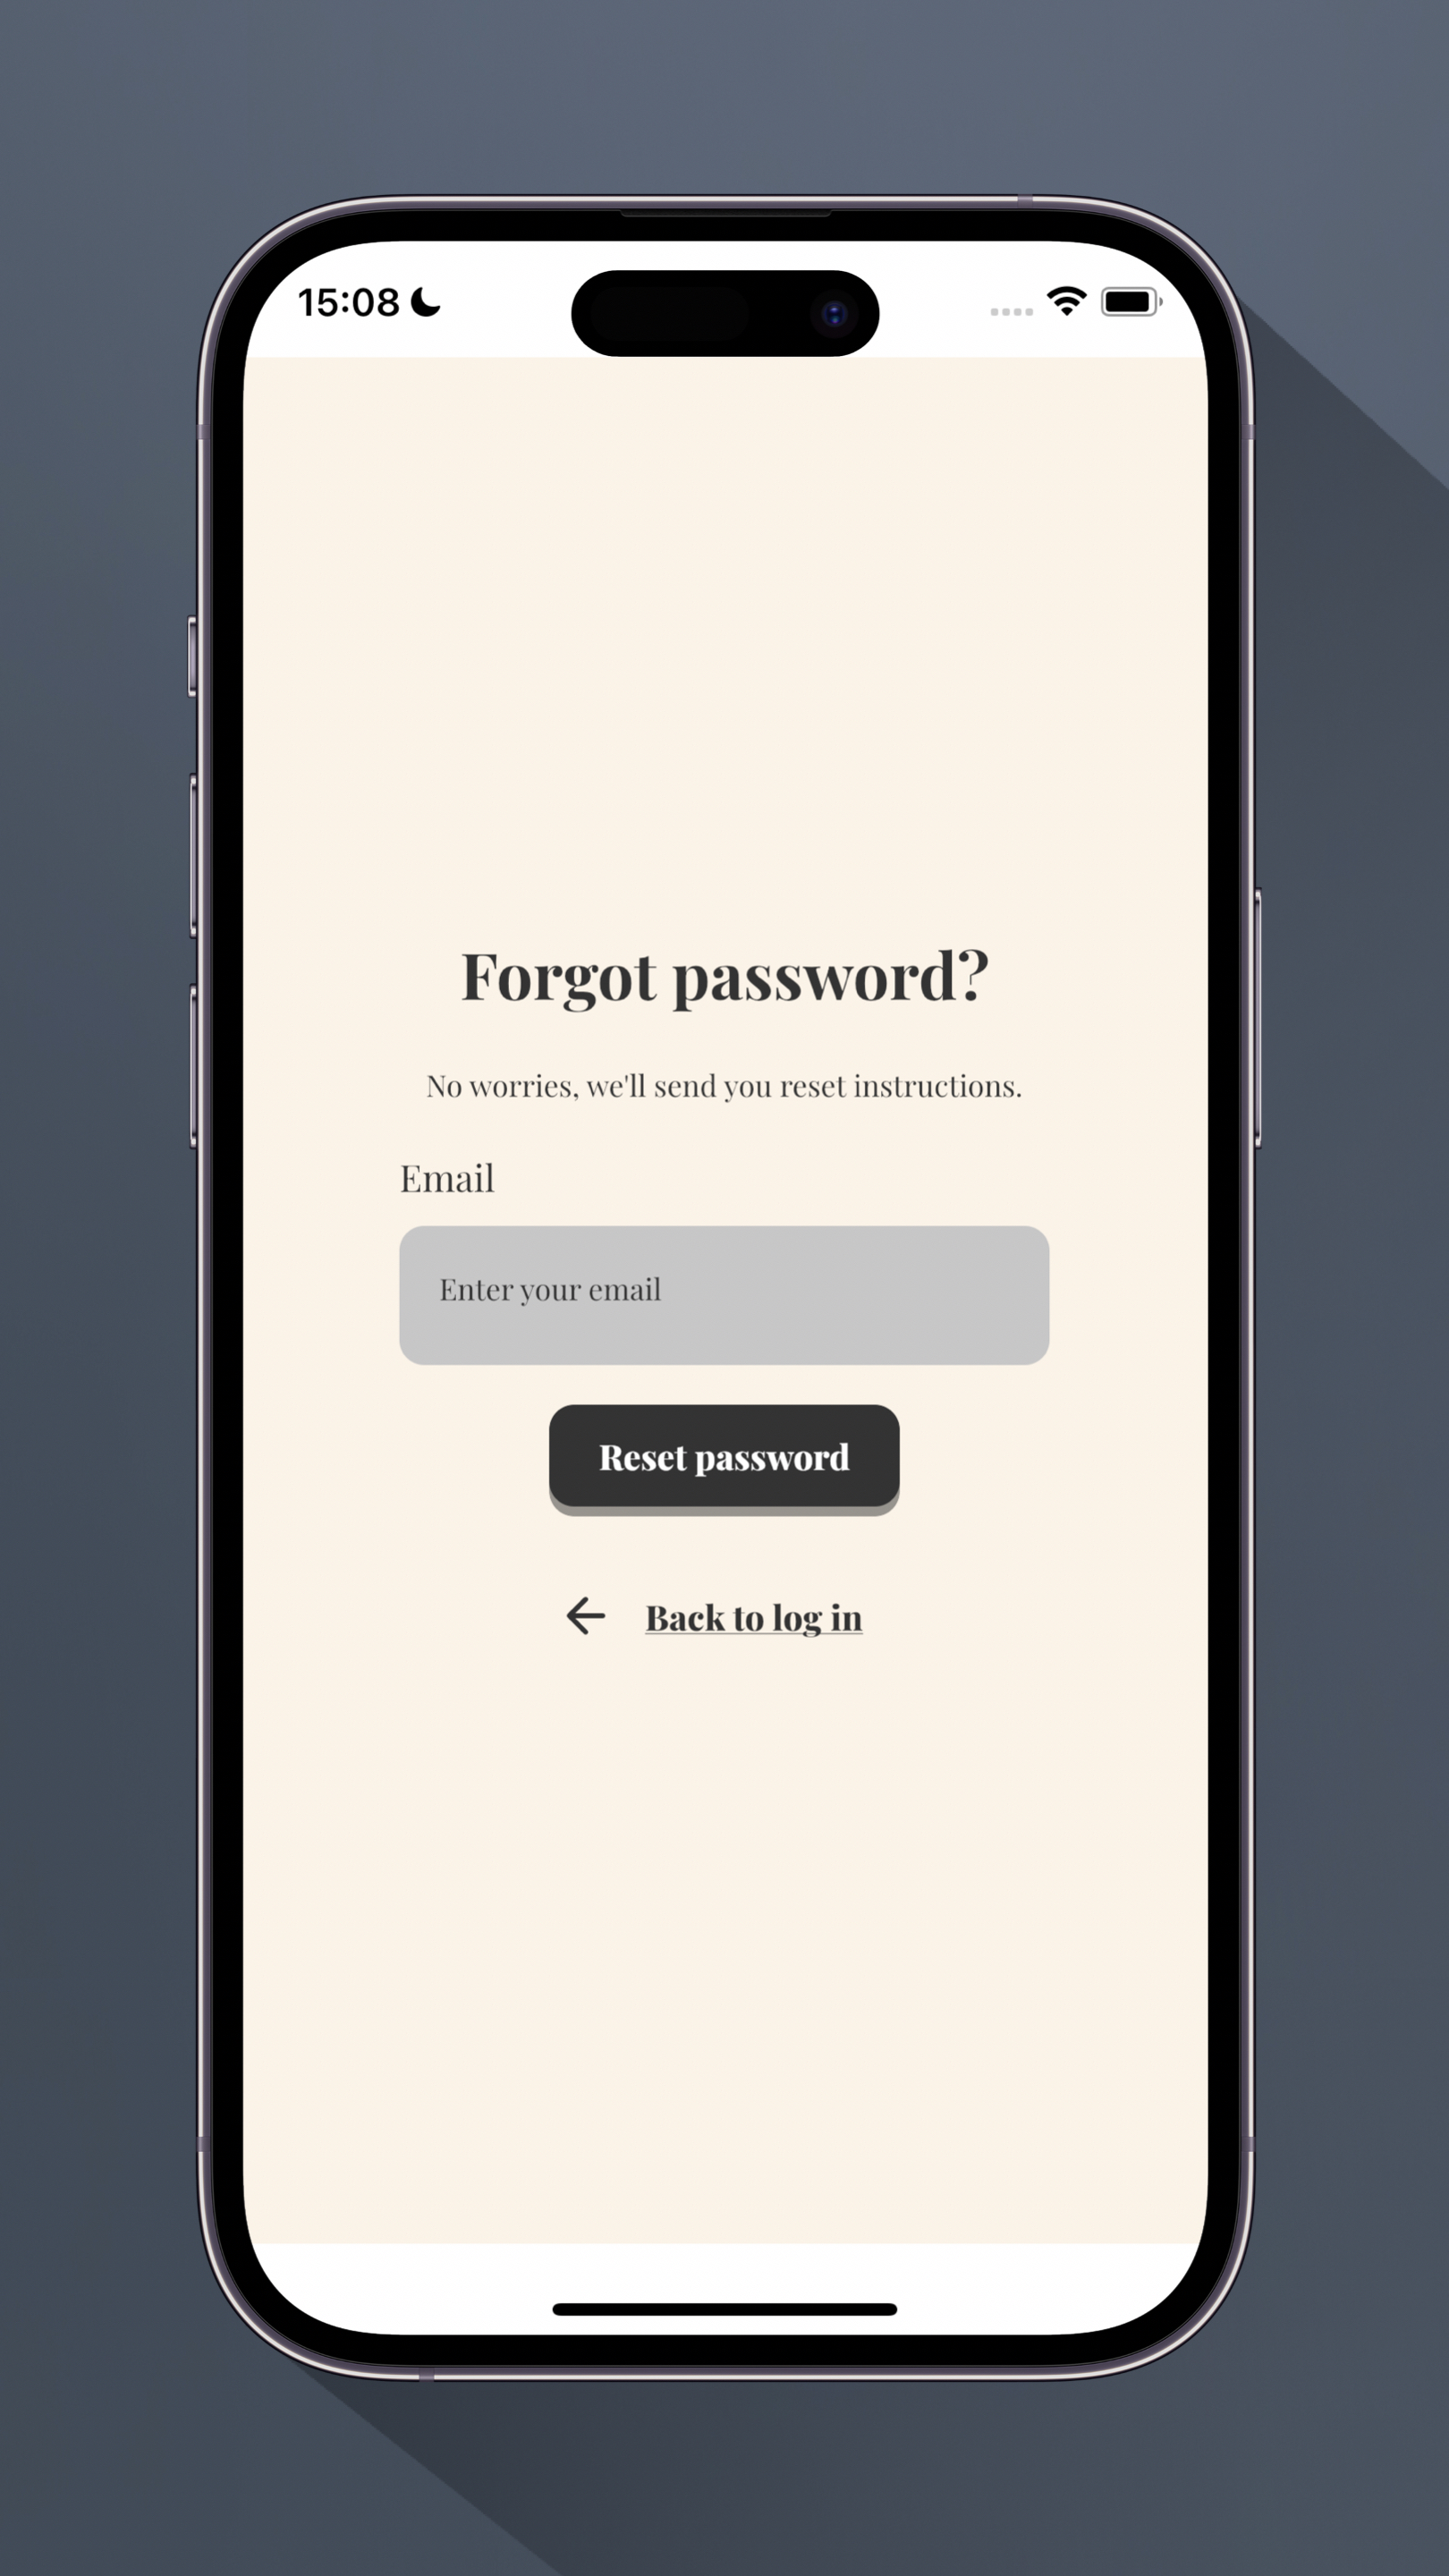 15:08
Forgot password?
No worries, we'll send you reset instructions.
Email
Enter your email
Reset password
Back to log in